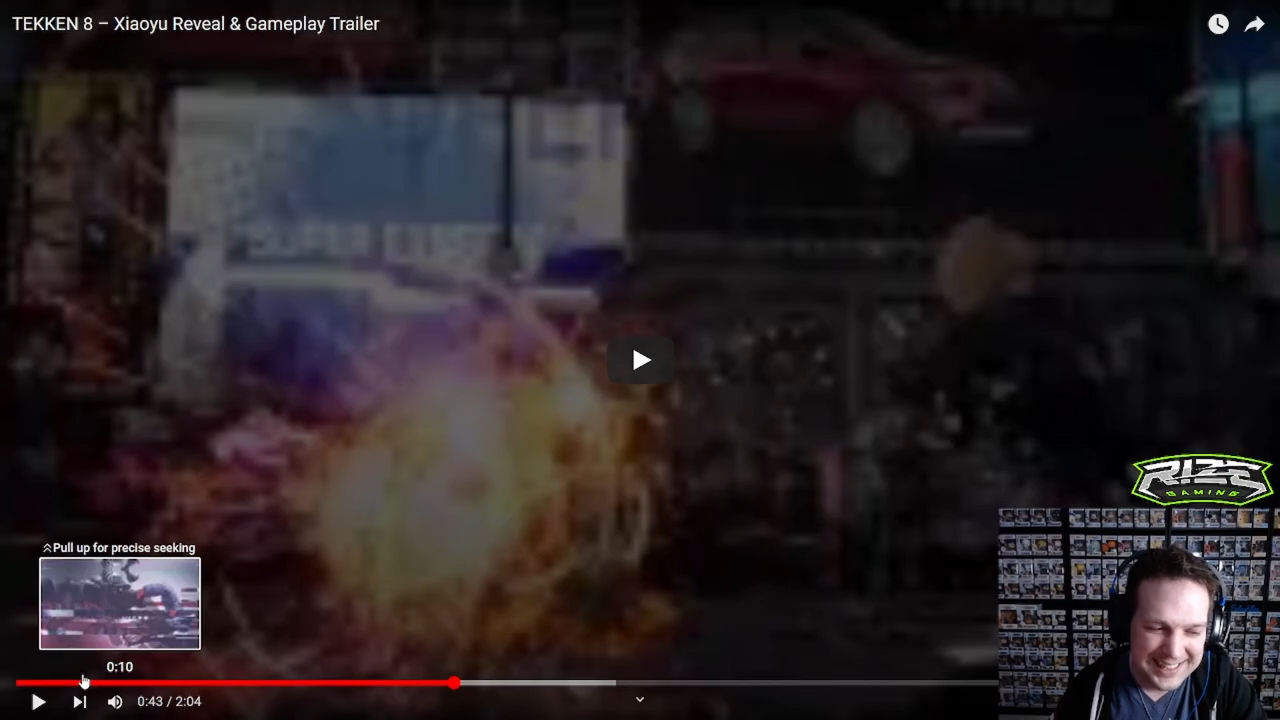 TEKKEN 8 – Xiaoyu Reveal & Gameplay Trailer
RIZE
GAMING
Pull up for precise seeking
0:10
0:43 / 2:04